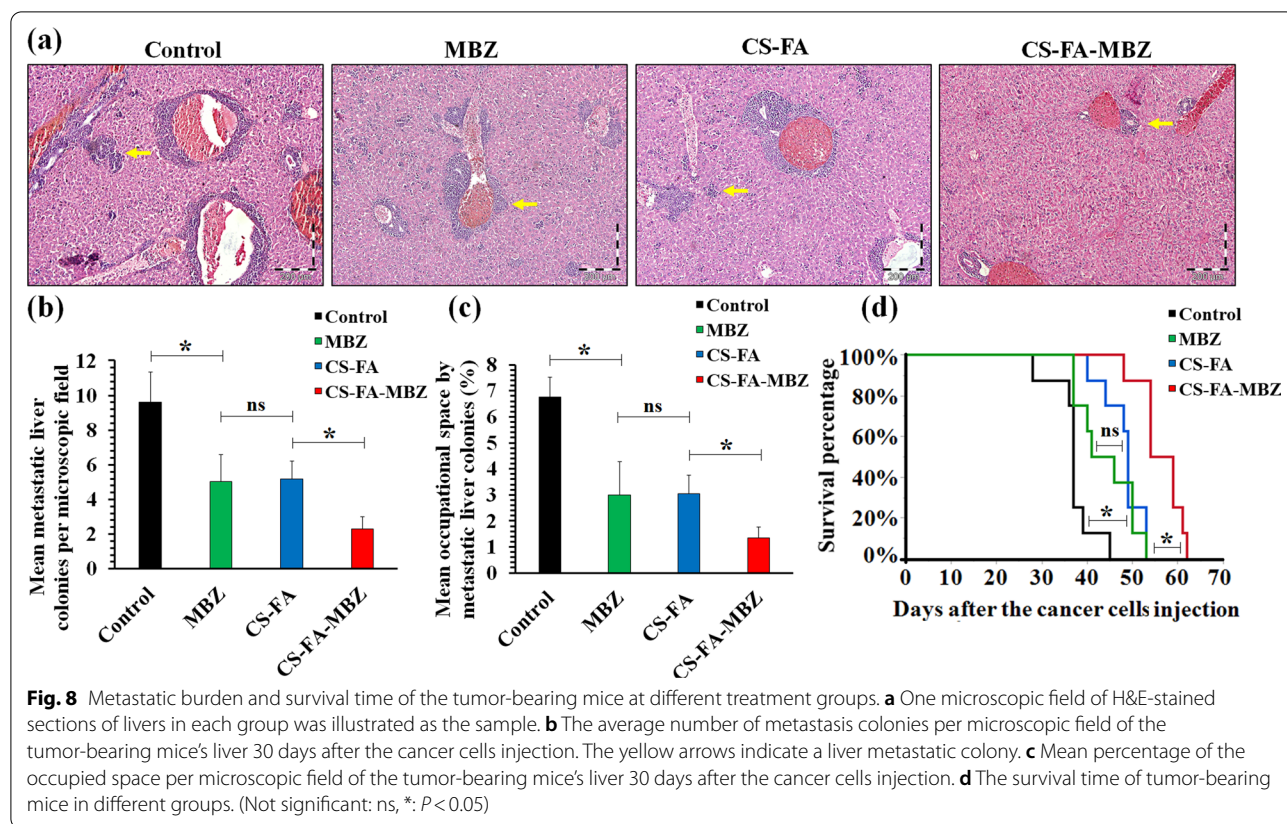 (a)
Control
MBZ
CS-FA
CS-FA-MBZ
200 µm
200 µm
200 µm
200 µm
(b)
Control
MBZ
CS-FA
CS-FA-MBZ
Mean metastatic liver
colonies per microscopic field
12
10
8
6
4
2
0
*
ns
*
Control
MBZ
CS-FA
CS-FA-MBZ
(c)
Control
MBZ
CS-FA
CS-FA-MBZ
Mean occupational space by
metastatic liver colonies (%)
8
7
6
5
4
3
2
1
0
*
ns
*
Control
MBZ
CS-FA
CS-FA-MBZ
(d)
Control
MBZ
CS-FA
CS-FA-MBZ
Survival percentage
100%
80%
60%
40%
20%
0%
ns
*
*
0 10 20 30 40 50 60 70
Days after the cancer cells injection
Fig. 8 Metastatic burden and survival time of the tumor-bearing mice at different treatment groups. a One microscopic field of H&E-stained
sections of livers in each group was illustrated as the sample. b The average number of metastasis colonies per microscopic field of the
tumor-bearing mice's liver 30 days after the cancer cells injection. The yellow arrows indicate a liver metastatic colony. c Mean percentage of the
occupied space per microscopic field of the tumor-bearing mice's liver 30 days after the cancer cells injection. d The survival time of tumor-bearing
mice in different groups. (Not significant: ns, *: P < 0.05)